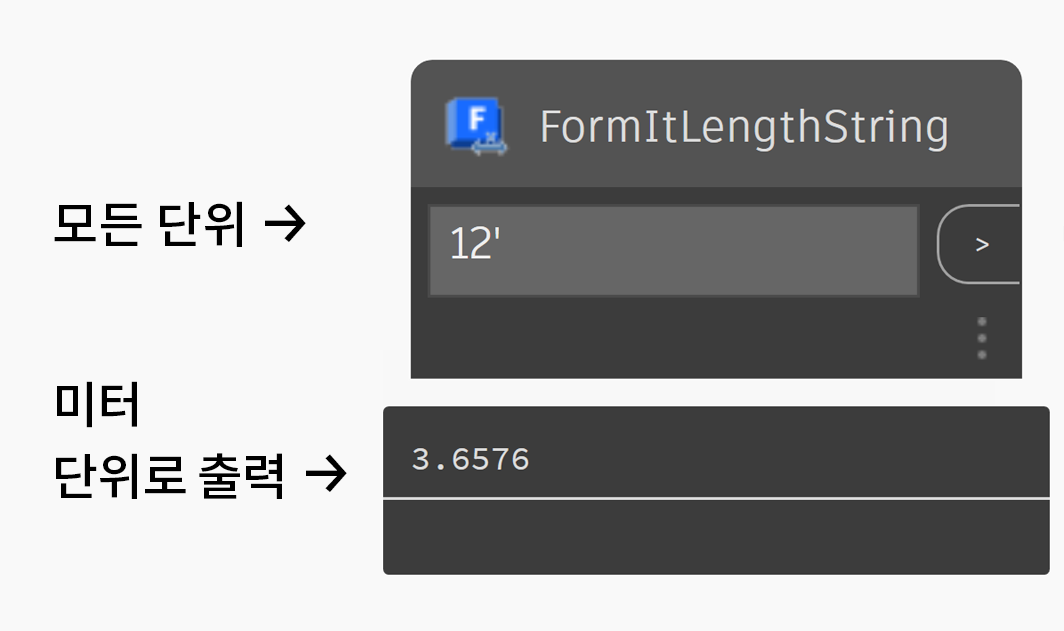 F
x
FormItLengthString
모든 단위 →
12'
>
미터
단위로 출력 →
3.6576